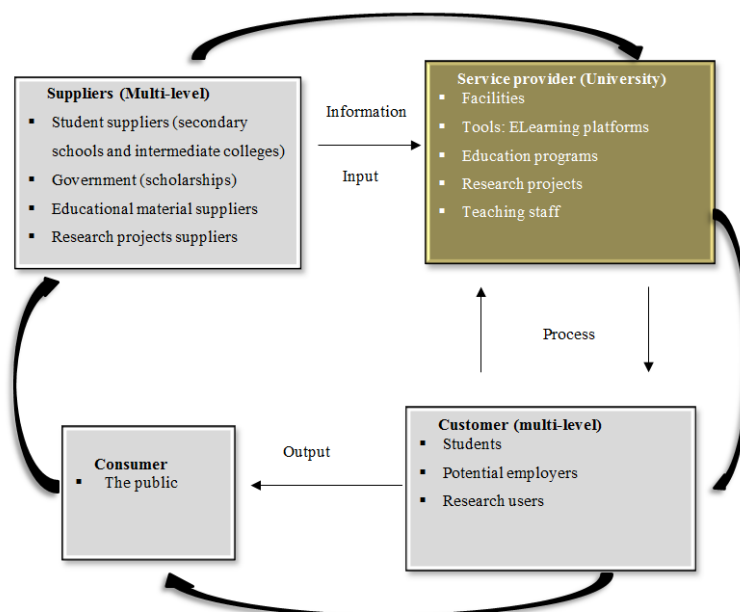 Suppliers (Multi-level)
▪ Student suppliers (secondary
schools and intermediate colleges)
▪ Government (scholarships)
▪ Educational material suppliers
▪ Research projects suppliers
Information
Input
Service provider (University)
▪ Facilities
▪ Tools: ELearning platforms
▪ Education programs
▪ Research projects
▪ Teaching staff
Process
Customer (multi-level)
▪ Students
▪ Potential employers
▪ Research users
Output
Consumer
▪ The public